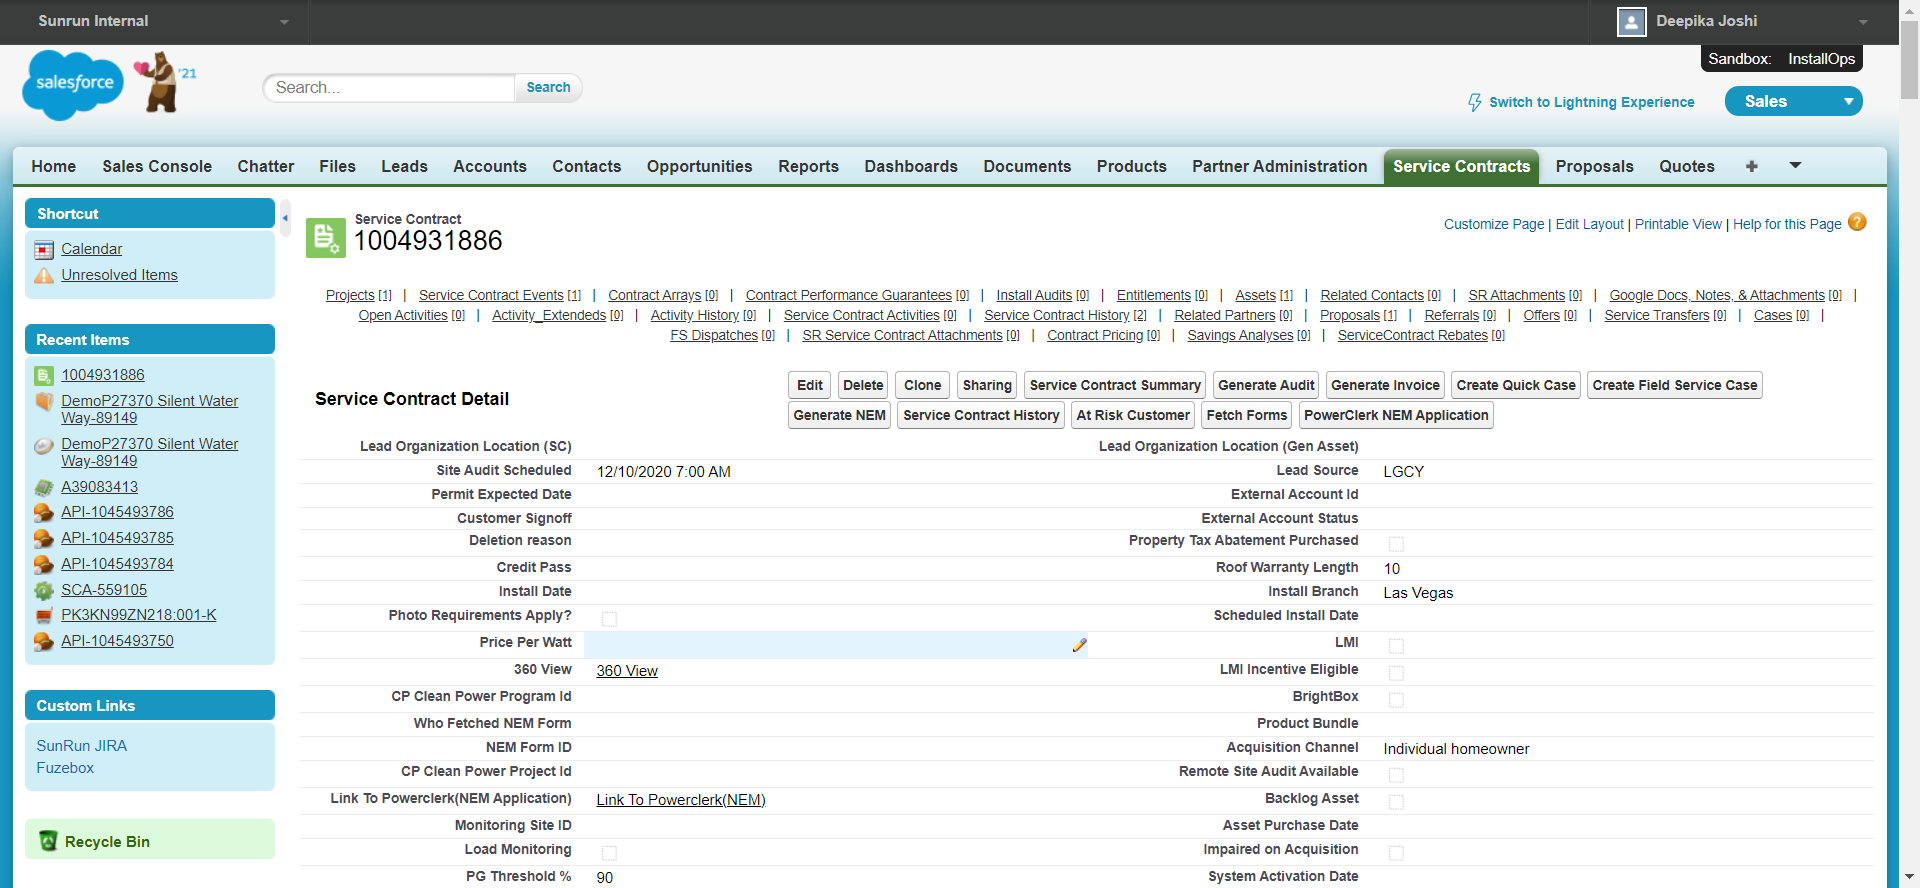 Sunrun Internal
Deepika Joshi
Sandbox: InstallOps
salesforce
'21
Search...
Search
Switch to Lightning Experience
Sales
Home Sales Console Chatter Files Leads Accounts Contacts Opportunities Reports Dashboards Documents Products Partner Administration Service Contracts Proposals Quotes +
Shortcut
Calendar
Unresolved Items
Recent Items
1004931886
DemoP27370 Silent Water
Way-89149
DemoP27370 Silent Water
Way-89149
A39083413
API-1045493786
API-1045493785
API-1045493784
SCA-559105
PK3KN99ZN218:001-K
API-1045493750
Custom Links
SunRun JIRA
Fuzebox
Recycle Bin
Service Contract
1004931886
Customize Page | Edit Layout | Printable View | Help for this Page ?
Projects [1] | Service Contract Events [1] | Contract Arrays [0] | Contract Performance Guarantees [0] | Install Audits [0] | Entitlements [0] | Assets [1] | Related Contacts [0] | SR Attachments [0] | Google Docs, Notes, & Attachments [0] |
Open Activities [0] | Activity_Extendeds [0] | Activity History [0] | Service Contract Activities [0] | Service Contract History [2] | Related Partners [0] | Proposals [1] | Referrals [0] | Offers [0] | Service Transfers [0] | Cases [0] |
FS Dispatches [0] | SR Service Contract Attachments [0] | Contract Pricing [0] | Savings Analyses [0] | ServiceContract Rebates [0]
Service Contract Detail
Edit Delete Clone Sharing Service Contract Summary Generate Audit Generate Invoice Create Quick Case Create Field Service Case
Generate NEM Service Contract History At Risk Customer Fetch Forms PowerClerk NEM Application
Lead Organization Location (SC) Lead Organization Location (Gen Asset)
Site Audit Scheduled 12/10/2020 7:00 AM Lead Source LGCY
Permit Expected Date External Account Id
Customer Signoff External Account Status
Deletion reason Property Tax Abatement Purchased
Credit Pass Roof Warranty Length 10
Install Date Install Branch Las Vegas
Photo Requirements Apply? Scheduled Install Date
Price Per Watt LMI
360 View 360 View LMI Incentive Eligible
CP Clean Power Program Id BrightBox
Who Fetched NEM Form Product Bundle
NEM Form ID Acquisition Channel Individual homeowner
CP Clean Power Project Id Remote Site Audit Available
Link To Powerclerk(NEM Application) Link To Powerclerk(NEM) Backlog Asset
Monitoring Site ID Asset Purchase Date
Load Monitoring Impaired on Acquisition
PG Threshold % 90 System Activation Date